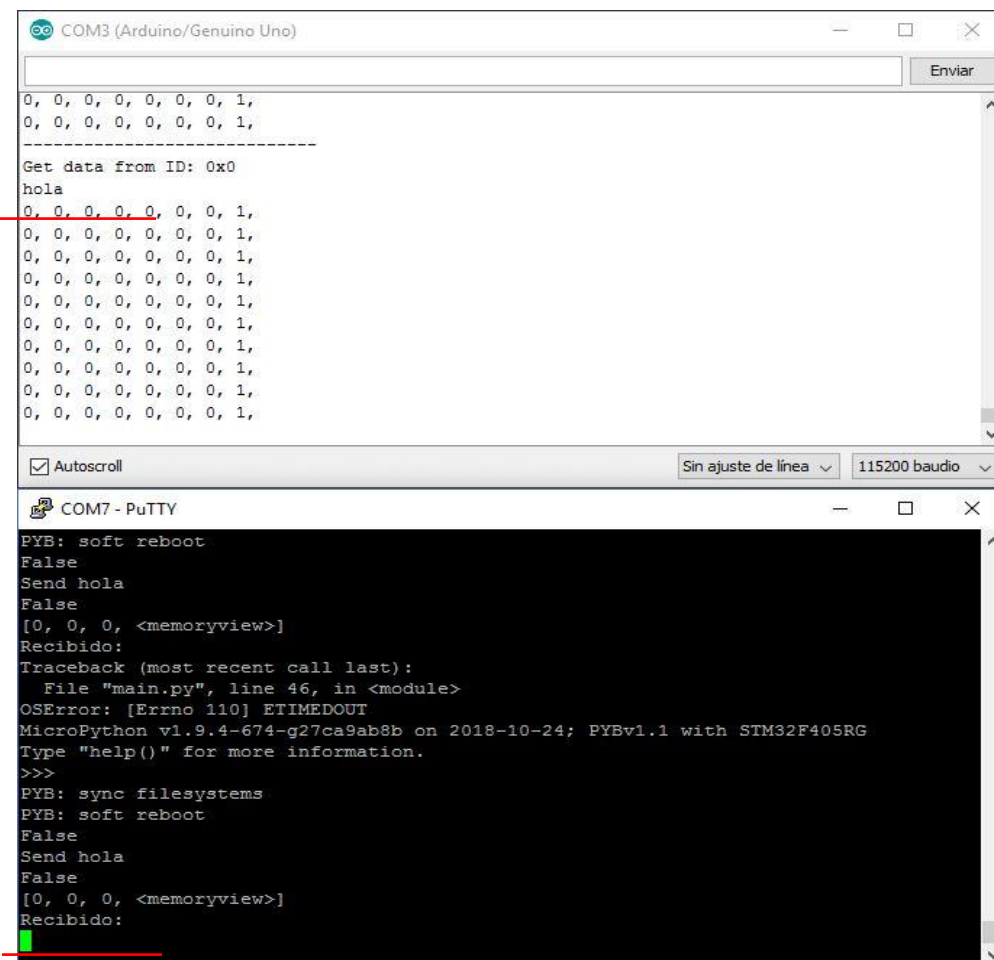 COM3 (Arduino/Genuino Uno)
Enviar
0, 0, 0, 0, 0, 0, 0, 1,
0, 0, 0, 0, 0, 0, 0, 1,
-----------------------------
Get data from ID: 0x0
hola
0, 0, 0, 0, 0, 0, 0, 1,
0, 0, 0, 0, 0, 0, 0, 1,
0, 0, 0, 0, 0, 0, 0, 1,
0, 0, 0, 0, 0, 0, 0, 1,
0, 0, 0, 0, 0, 0, 0, 1,
0, 0, 0, 0, 0, 0, 0, 1,
0, 0, 0, 0, 0, 0, 0, 1,
0, 0, 0, 0, 0, 0, 0, 1,
0, 0, 0, 0, 0, 0, 0, 1,
0, 0, 0, 0, 0, 0, 0, 1,
Autoscroll Sin ajuste de línea 115200 baudio
COM7 - PuTTY
PYB: soft reboot
False
Send hola
False
[0, 0, 0, <memoryview>]
Recibido:
Traceback (most recent call last):
  File "main.py", line 46, in <module>
OSError: [Errno 110] ETIMEDOUT
MicroPython v1.9.4-674-g27ca9ab8b on 2018-10-24; PYBv1.1 with STM32F405RG
Type "help()" for more information.
>>>
PYB: sync filesystems
PYB: soft reboot
False
Send hola
False
[0, 0, 0, <memoryview>]
Recibido: